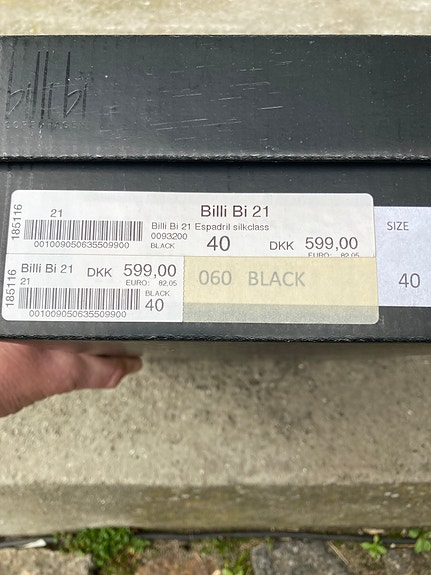 billi bi
185116
21
Billi Bi 21
Billi Bi 21 Espadril silkclass
0093200
BLACK
40
DKK 599,00
EURO: 82.05
001009050635509900
SIZE
40
185116
Billi Bi 21 DKK 599,00
21
EURO: 82.05
BLACK
40
001009050635509900
060 BLACK